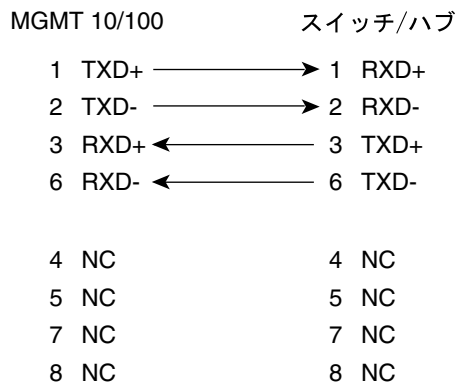 MGMT 10/100 スイッチ/ハブ
1 TXD+ 1 RXD+
2 TXD- 2 RXD-
3 RXD+ 3 TXD+
6 RXD- 6 TXD-
4 NC 4 NC
5 NC 5 NC
7 NC 7 NC
8 NC 8 NC